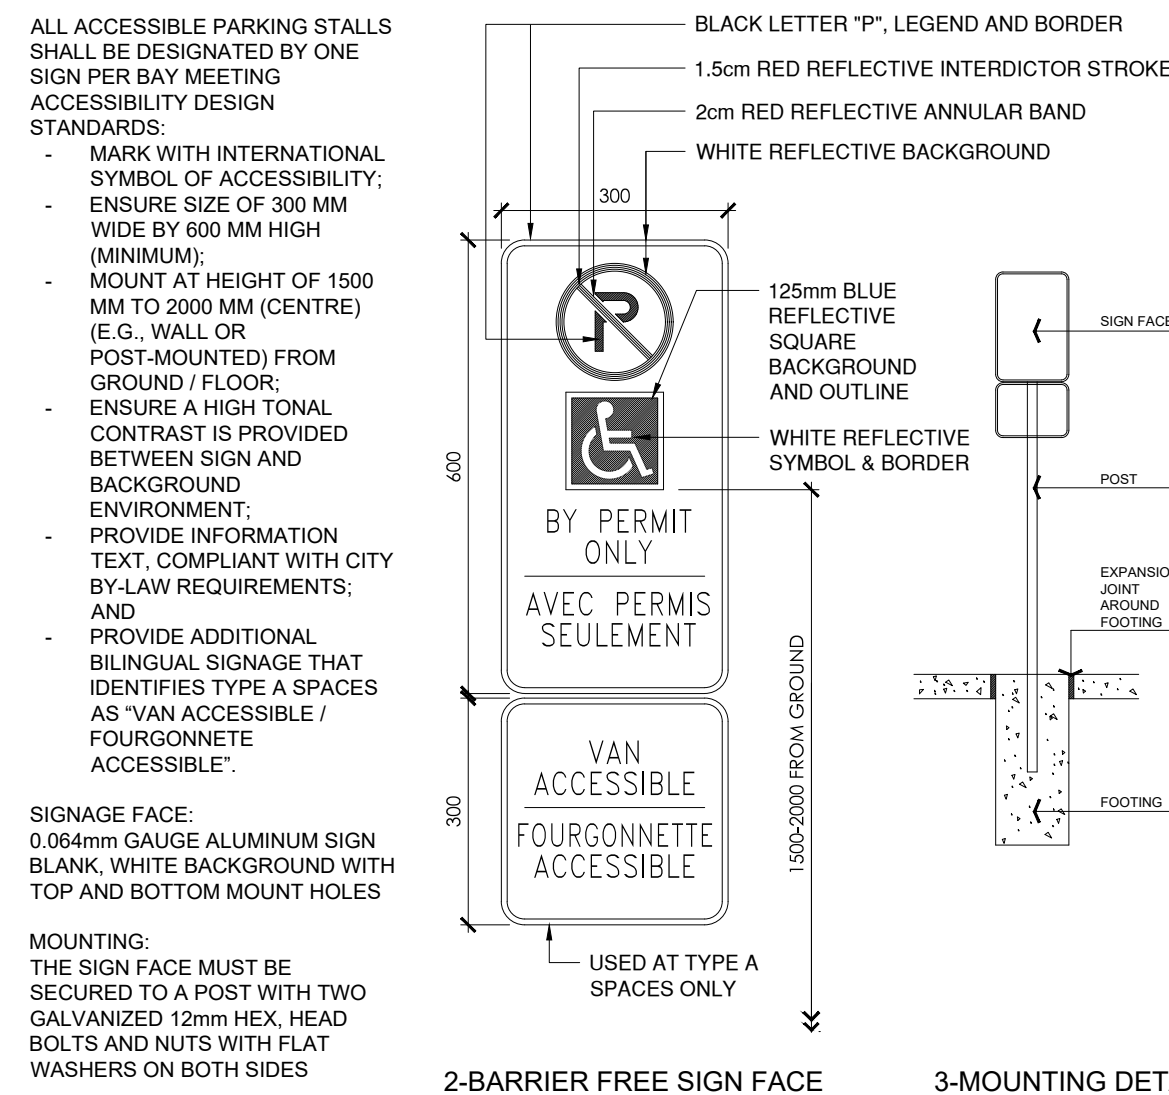 ALL ACCESSIBLE PARKING STALLS
SHALL BE DESIGNATED BY ONE
SIGN PER BAY MEETING
ACCESSIBILITY DESIGN
STANDARDS:
- MARK WITH INTERNATIONAL
SYMBOL OF ACCESSIBILITY;
- ENSURE SIZE OF 300 MM
WIDE BY 600 MM HIGH
(MINIMUM);
- MOUNT AT HEIGHT OF 1500
MM TO 2000 MM (CENTRE)
(E.G., WALL OR
POST-MOUNTED) FROM
GROUND / FLOOR;
- ENSURE A HIGH TONAL
CONTRAST IS PROVIDED
BETWEEN SIGN AND
BACKGROUND
ENVIRONMENT;
- PROVIDE INFORMATION
TEXT, COMPLIANT WITH CITY
BY-LAW REQUIREMENTS;
AND
- PROVIDE ADDITIONAL
BILINGUAL SIGNAGE THAT
IDENTIFIES TYPE A SPACES
AS “VAN ACCESSIBLE /
FOURGONNETE
ACCESSIBLE”.
SIGNAGE FACE:
0.064mm GAUGE ALUMINUM SIGN
BLANK, WHITE BACKGROUND WITH
TOP AND BOTTOM MOUNT HOLES
MOUNTING:
THE SIGN FACE MUST BE
SECURED TO A POST WITH TWO
GALVANIZED 12mm HEX, HEAD
BOLTS AND NUTS WITH FLAT
WASHERS ON BOTH SIDES
BLACK LETTER "P", LEGEND AND BORDER
1.5cm RED REFLECTIVE INTERDICTOR STROKE
2cm RED REFLECTIVE ANNULAR BAND
WHITE REFLECTIVE BACKGROUND
300
P
125mm BLUE
REFLECTIVE
SQUARE
BACKGROUND
AND OUTLINE
WHITE REFLECTIVE
SYMBOL & BORDER
600
BY PERMIT
ONLY
AVEC PERMIS
SEULEMENT
300
VAN
ACCESSIBLE
FOURGONNETTE
ACCESSIBLE
1500-2000 FROM GROUND
USED AT TYPE A
SPACES ONLY
2-BARRIER FREE SIGN FACE
SIGN FACE
POST
EXPANSIO
JOINT
AROUND
FOOTING
FOOTING
3-MOUNTING DETA